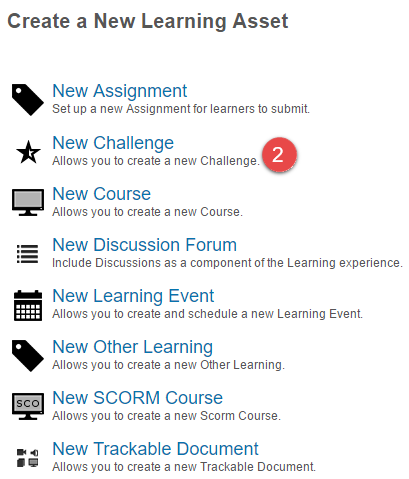 Create a New Learning Asset
New Assignment
Set up a new Assignment for learners to submit.
New Challenge
Allows you to create a new Challenge.
2
New Course
Allows you to create a new Course.
New Discussion Forum
Include Discussions as a component of the Learning experience.
New Learning Event
Allows you to create and schedule a new Learning Event.
New Other Learning
Allows you to create a new Other Learning.
SCO
New SCORM Course
Allows you to create a new Scorm Course.
New Trackable Document
Allows you to create a new Trackable Document.